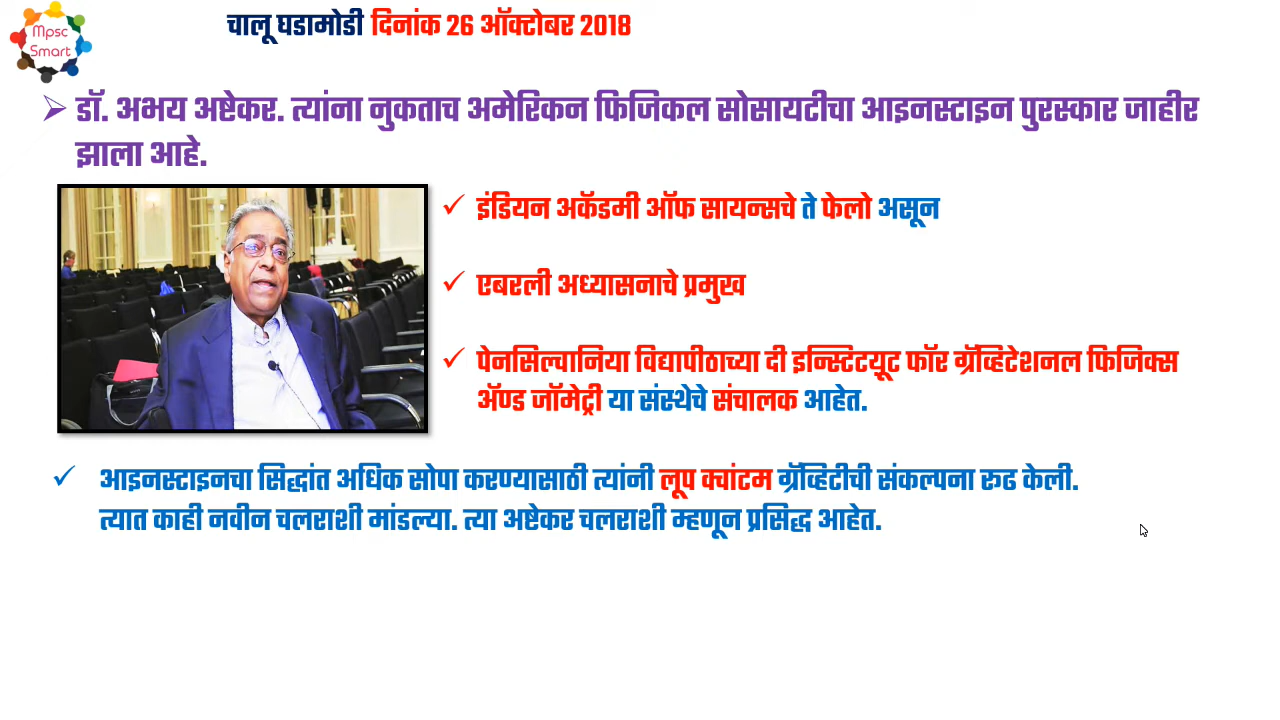 Mpsc
Smart
चालू घडामोडी दिनांक 26 ऑक्टोबर 2018
डॉ. अभय अष्टेकर. त्यांना नुकताच अमेरिकन फिजिकल सोसायटीचा आइनस्टाइन पुरस्कार जाहीर
झाला आहे.
इंडियन अकॅडमी ऑफ सायन्सचे ते फेलो असून
एबरली अध्यासनाचे प्रमुख
पेनसिल्वानिया विद्यापीठाच्या दी इन्स्टिटयूट फॉर ग्रॅव्हिटेशनल फिजिक्स
ॲण्ड जॉमेट्री या संस्थेचे संचालक आहेत.
आइनस्टाइनचा सिद्धांत अधिक सोपा करण्यासाठी त्यांनी लूप क्वांटम ग्रॅव्हिटीची संकल्पना रूढ केली.
त्यात काही नवीन चलराशी मांडल्या. त्या अष्टेकर चलराशी म्हणून प्रसिद्ध आहेत.